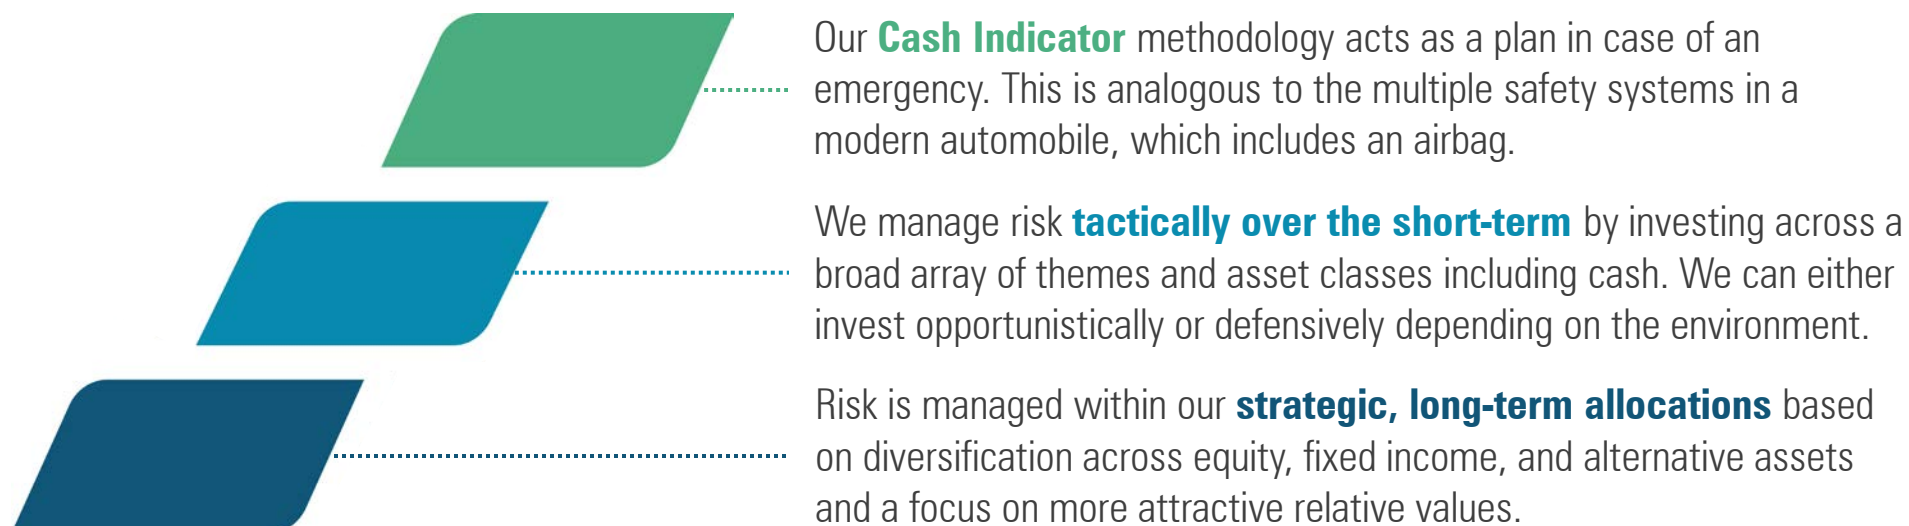 Our Cash Indicator methodology acts as a plan in case of an
emergency. This is analogous to the multiple safety systems in a
modern automobile, which includes an airbag.
We manage risk tactically over the short-term by investing across a
broad array of themes and asset classes including cash. We can either
invest opportunistically or defensively depending on the environment.
Risk is managed within our strategic, long-term allocations based
on diversification across equity, fixed income, and alternative assets
and a focus on more attractive relative values.